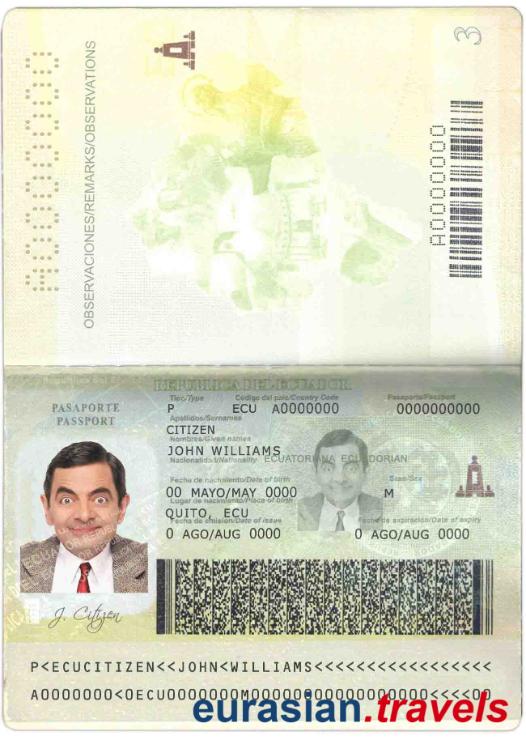 A0000000
OBSERVACIONES/REMARKS/OBSERVATIONS
3
A0000000
REPUBLICA DEL ECUADOR
PASAPORTE
PASSPORT
Tipo/Type Código del país/Country Code Pasaporte/Passport
P ECU A0000000 0000000000
Apellidos/Surnames
CITIZEN
Nombres/Given names
JOHN WILLIAMS
Nacionalidad/Nationality ECUATORIANA ECUADORIAN
Fecha de nacimiento/Date of birth Sexo/Sex
00 MAYO/MAY 0000 M
Lugar de nacimiento/Place of birth
QUITO, ECU
Fecha de emisión/Date of issue Fecha de expiración/Date of expiry
0 AGO/AUG 0000 0 AGO/AUG 0000
J. Citizen
P<ECUCITIZEN<<JOHN<WILLIAMS<<<<<<<<<<<<<<<<<
eurasian.travels